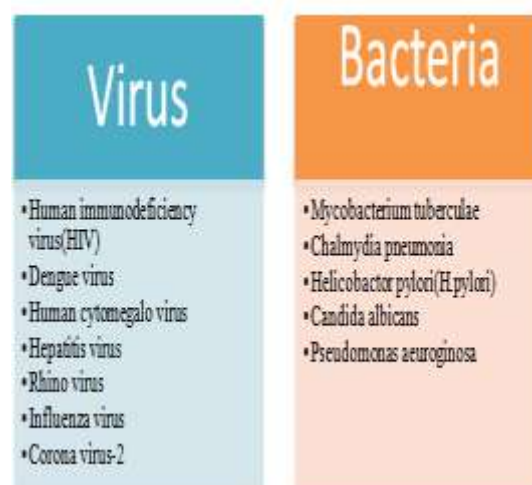 Virus
•Human immunodeficiency
virus(HIV)
•Dengue virus
•Human cytomegalo virus
•Hepatitis virus
•Rhino virus
•Influenza virus
•Corona virus-2
Bacteria
•Mycobacterium tuberculae
•Chalmydia pneumonia
•Helicobactor pylori(H.pylori)
•Candida albicans
•Pseudomonas aeuroginosa